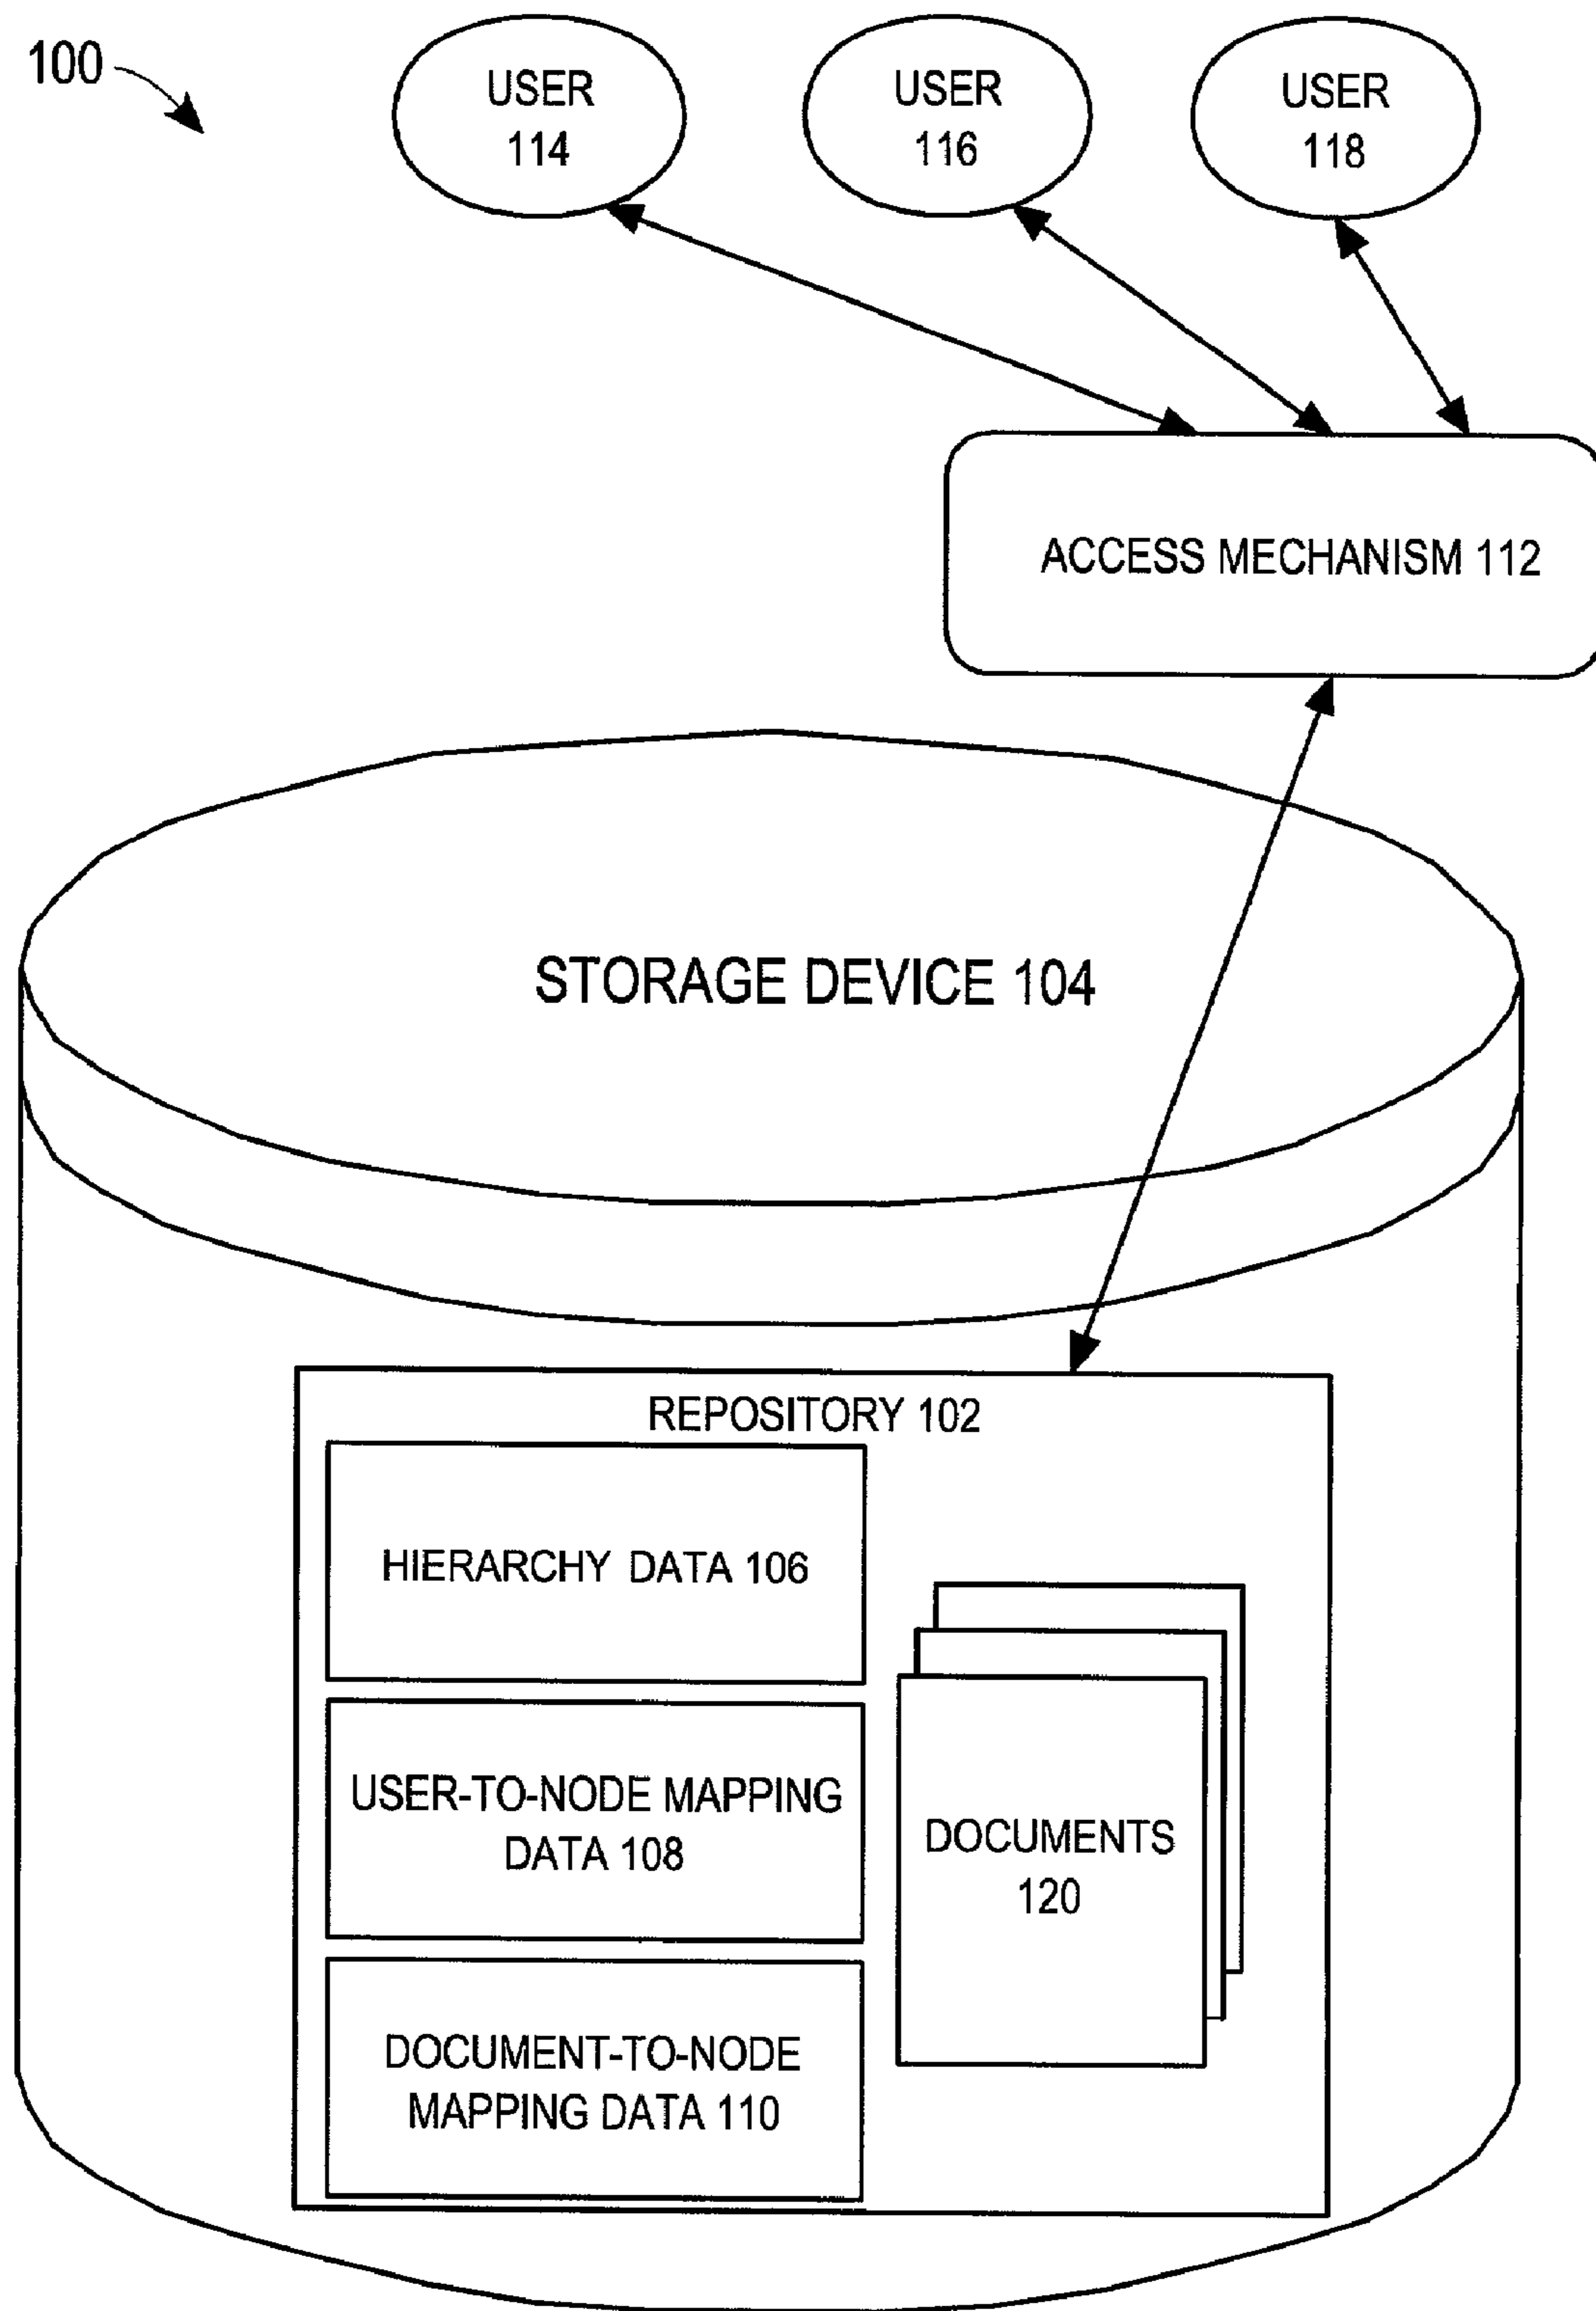 100
USER
114
USER
116
USER
118
ACCESS MECHANISM 112
STORAGE DEVICE 104
REPOSITORY 102
HIERARCHY DATA 106
USER-TO-NODE MAPPING
DATA 108
DOCUMENT-TO-NODE
MAPPING DATA 110
DOCUMENTS
120